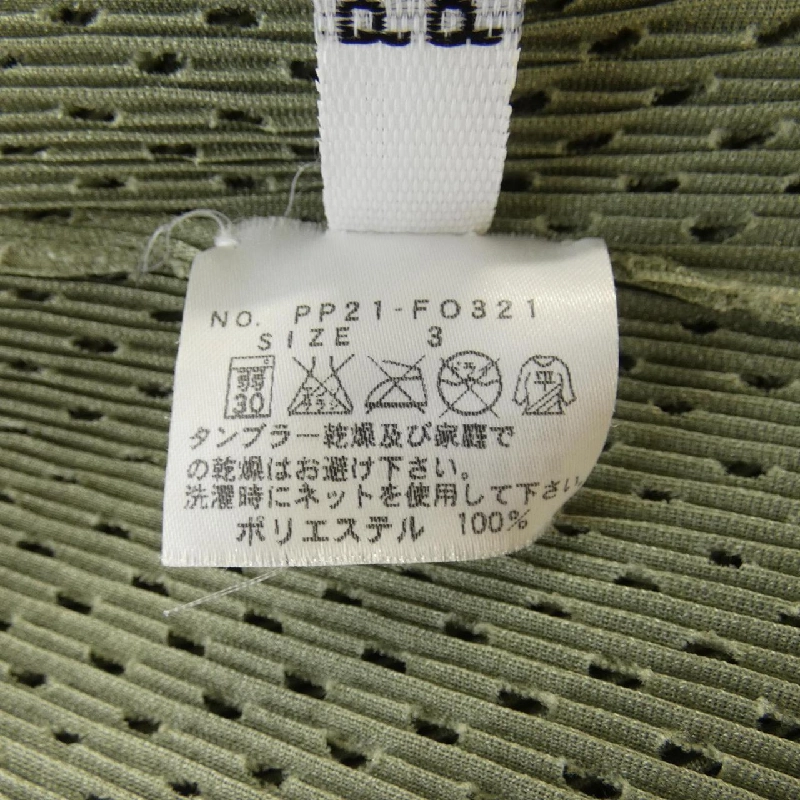 NO. PP21-FO321
SIZE 3
弱
30
タンブラー乾燥及び家庭で
の乾燥はお避け下さい。
洗濯時にネットを使用して下さい
ポリエステル 100%